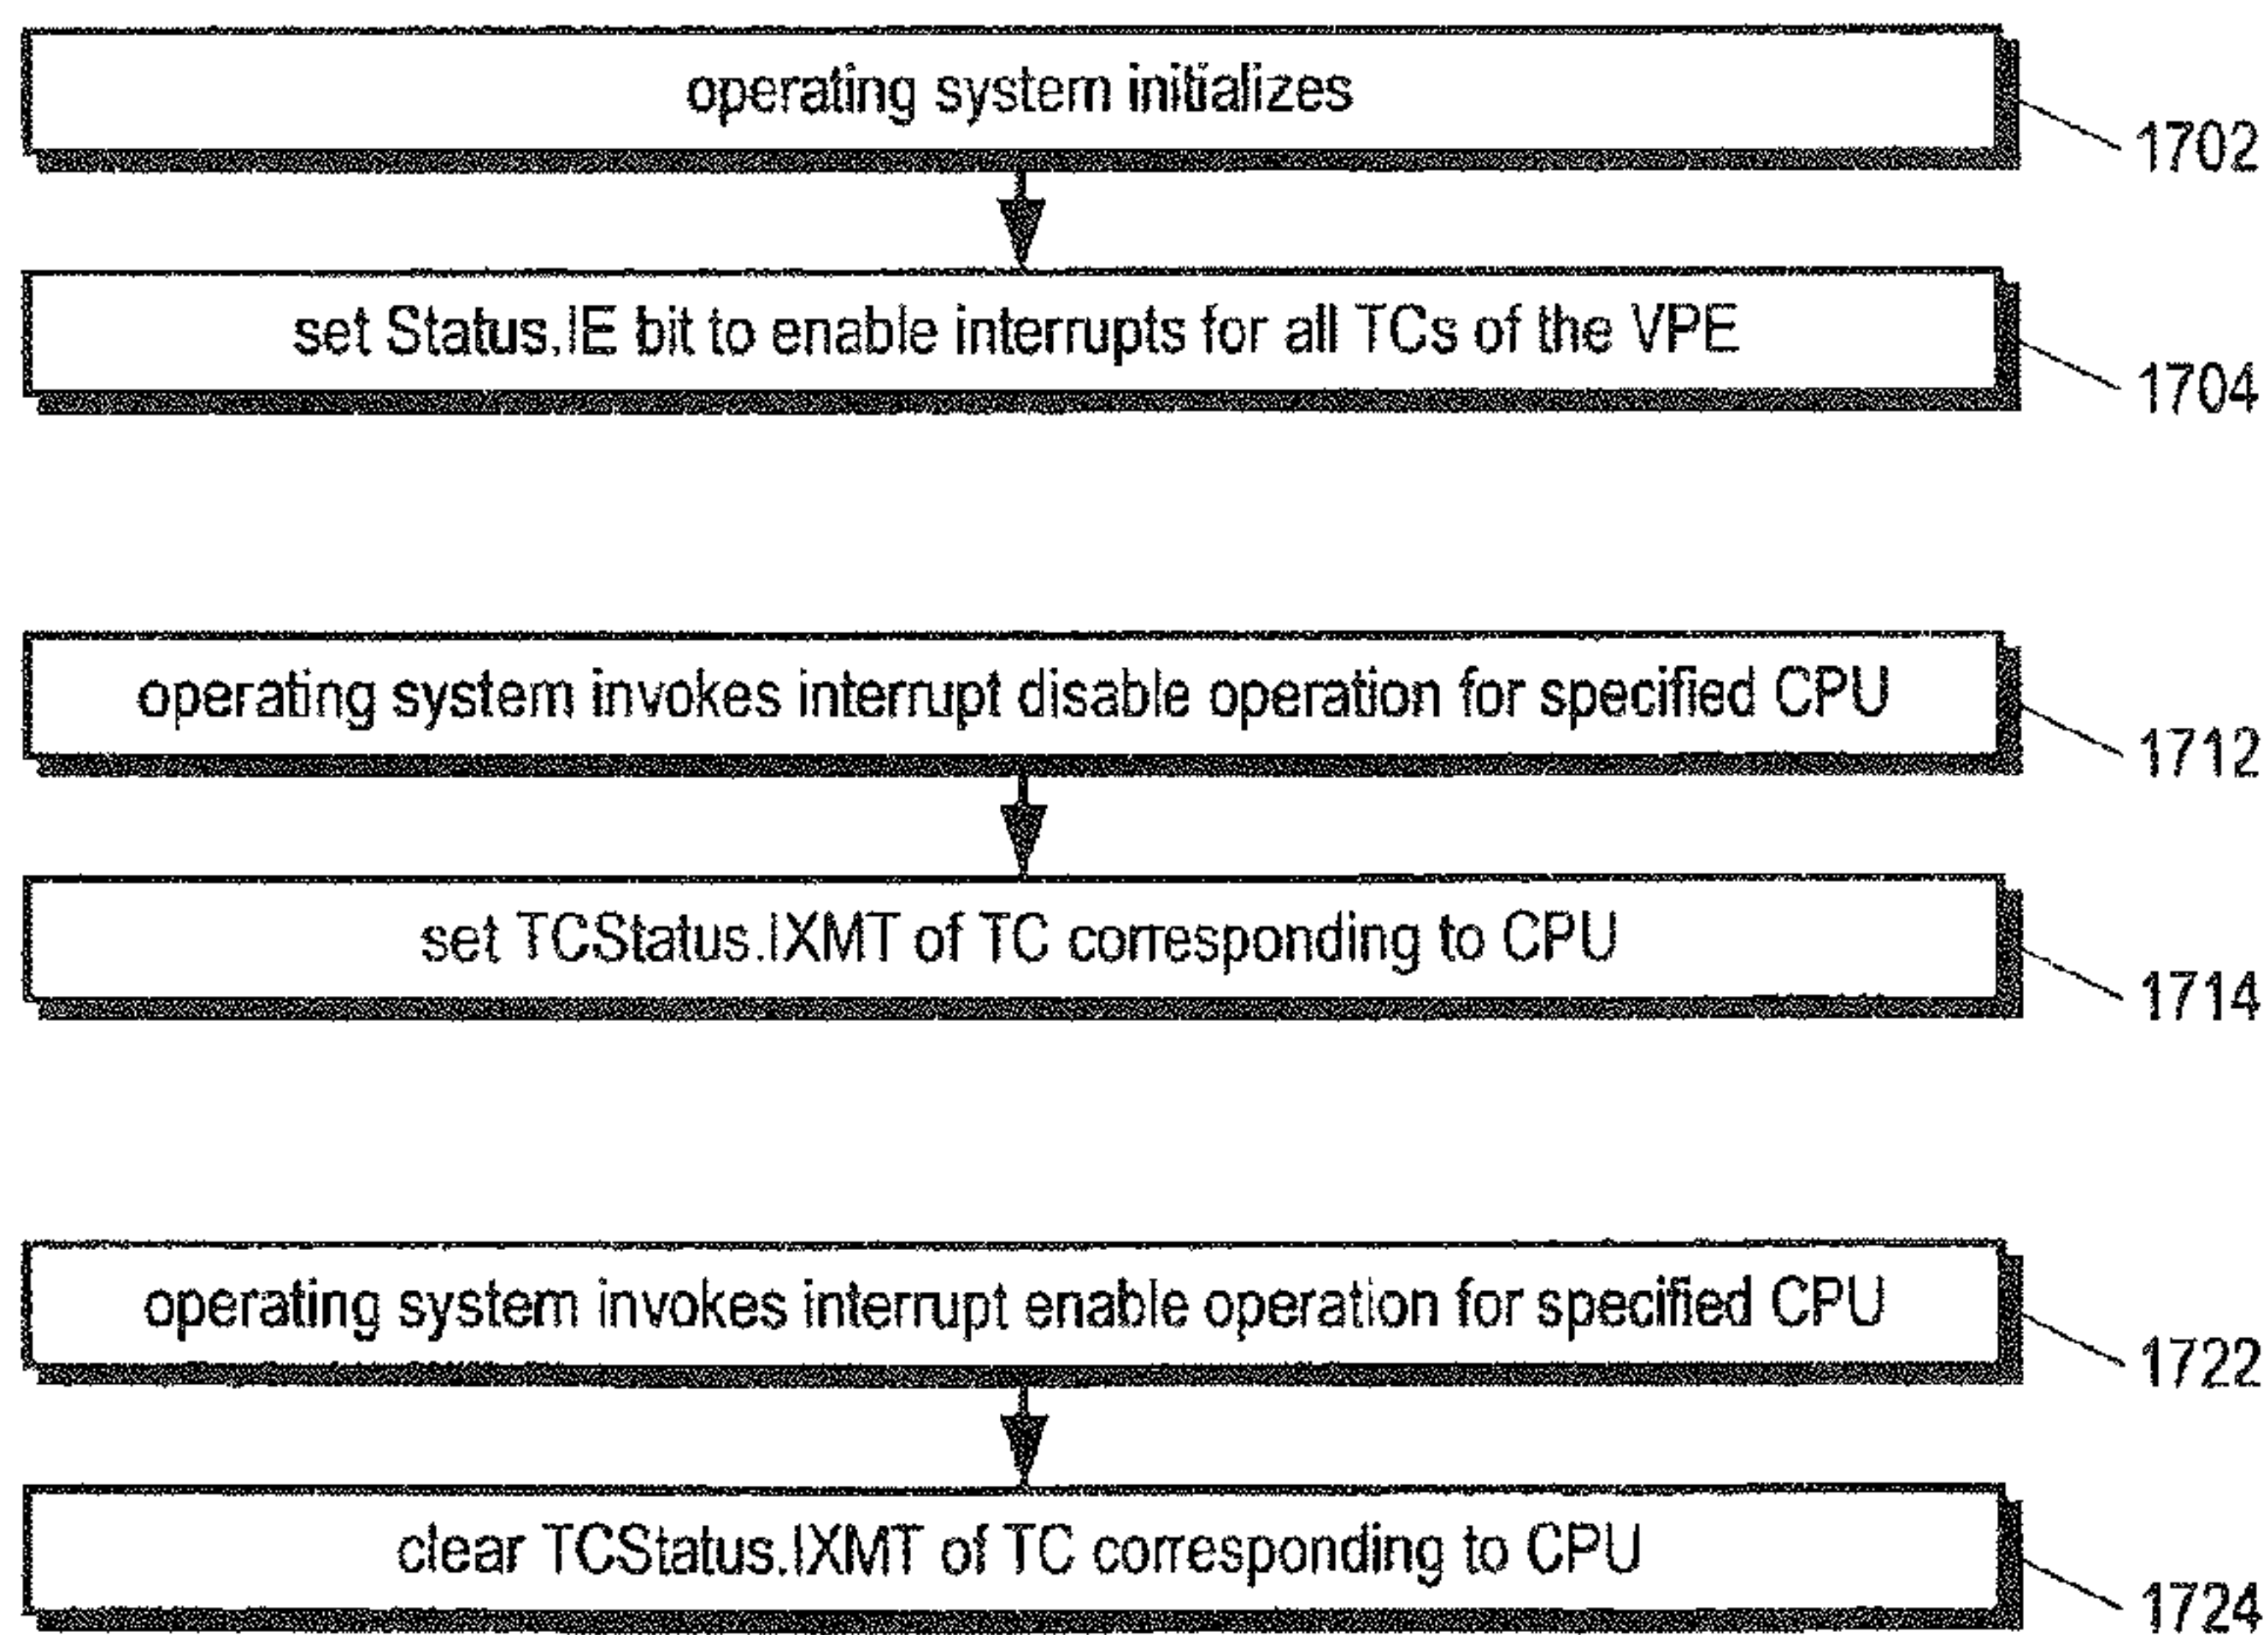 operating system initializes
1702
set Status.IE bit to enable interrupts for all TCs of the VPE
1704
operating system invokes interrupt disable operation for specified CPU
1712
set TCStatus.IXMT of TC corresponding to CPU
1714
operating system invokes interrupt enable operation for specified CPU
1722
clear TCStatus.IXMT of TC corresponding to CPU
1724